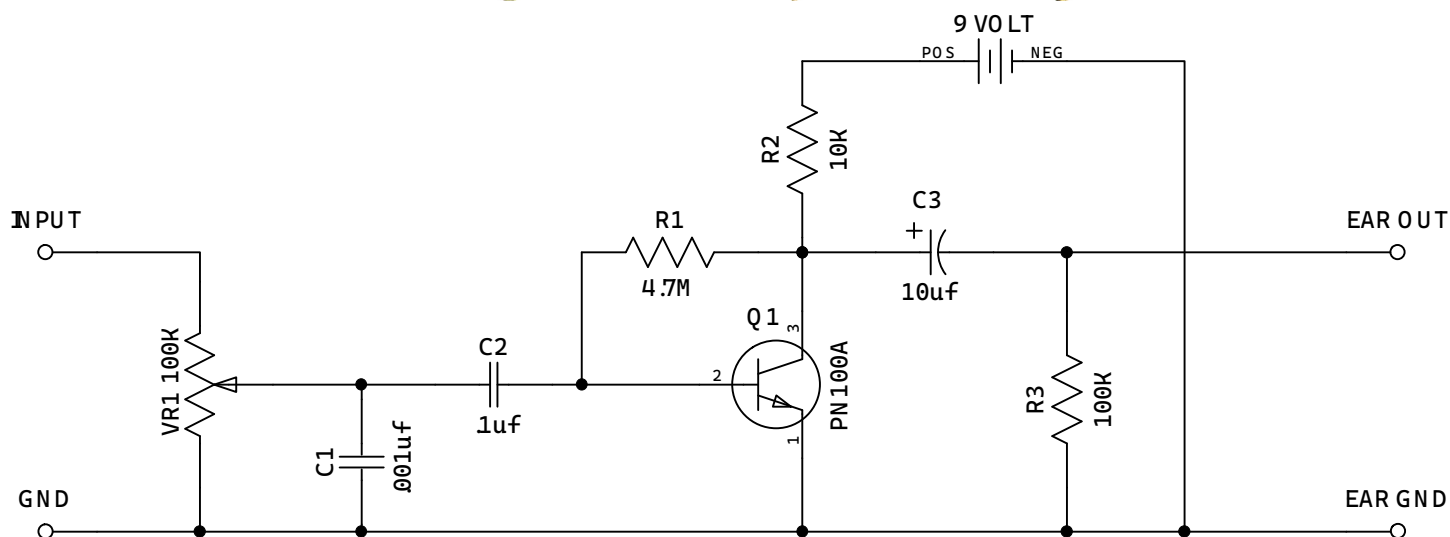 9 VOLT
POS
NEG
R2
10K
INPUT
R1
4.7M
C3
+
10uf
EAR OUT
VR1 100K
C2
.1uf
Q1
3
2
1
PN100A
R3
100K
C1
.001uf
GND
EAR GND